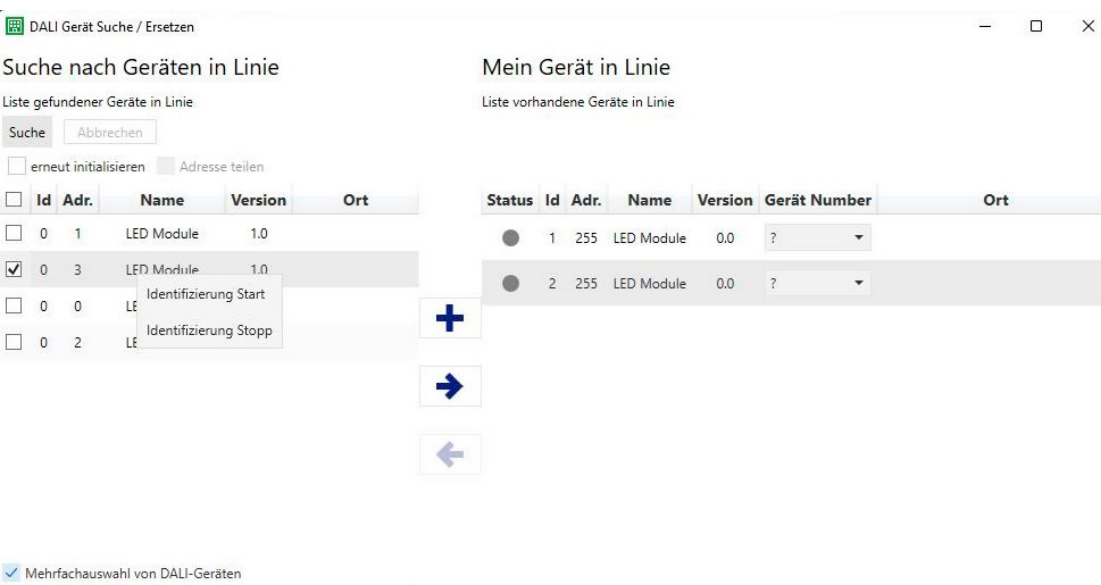 DALI Gerät Suche / Ersetzen
Suche nach Geräten in Linie
Liste gefundener Geräte in Linie
Suche Abbrechen
erneut initialisieren Adresse teilen
Id Adr. Name Version Ort
0 1 LED Module 1.0
0 3 LED Module 1.0
0 0
0 2
Identifizierung Start
Identifizierung Stopp
Mein Gerät in Linie
Liste vorhandene Geräte in Linie
Status Id Adr. Name Version Gerät Number Ort
1 255 LED Module 0.0 ?
2 255 LED Module 0.0 ?
Mehrfachauswahl von DALI-Geräten